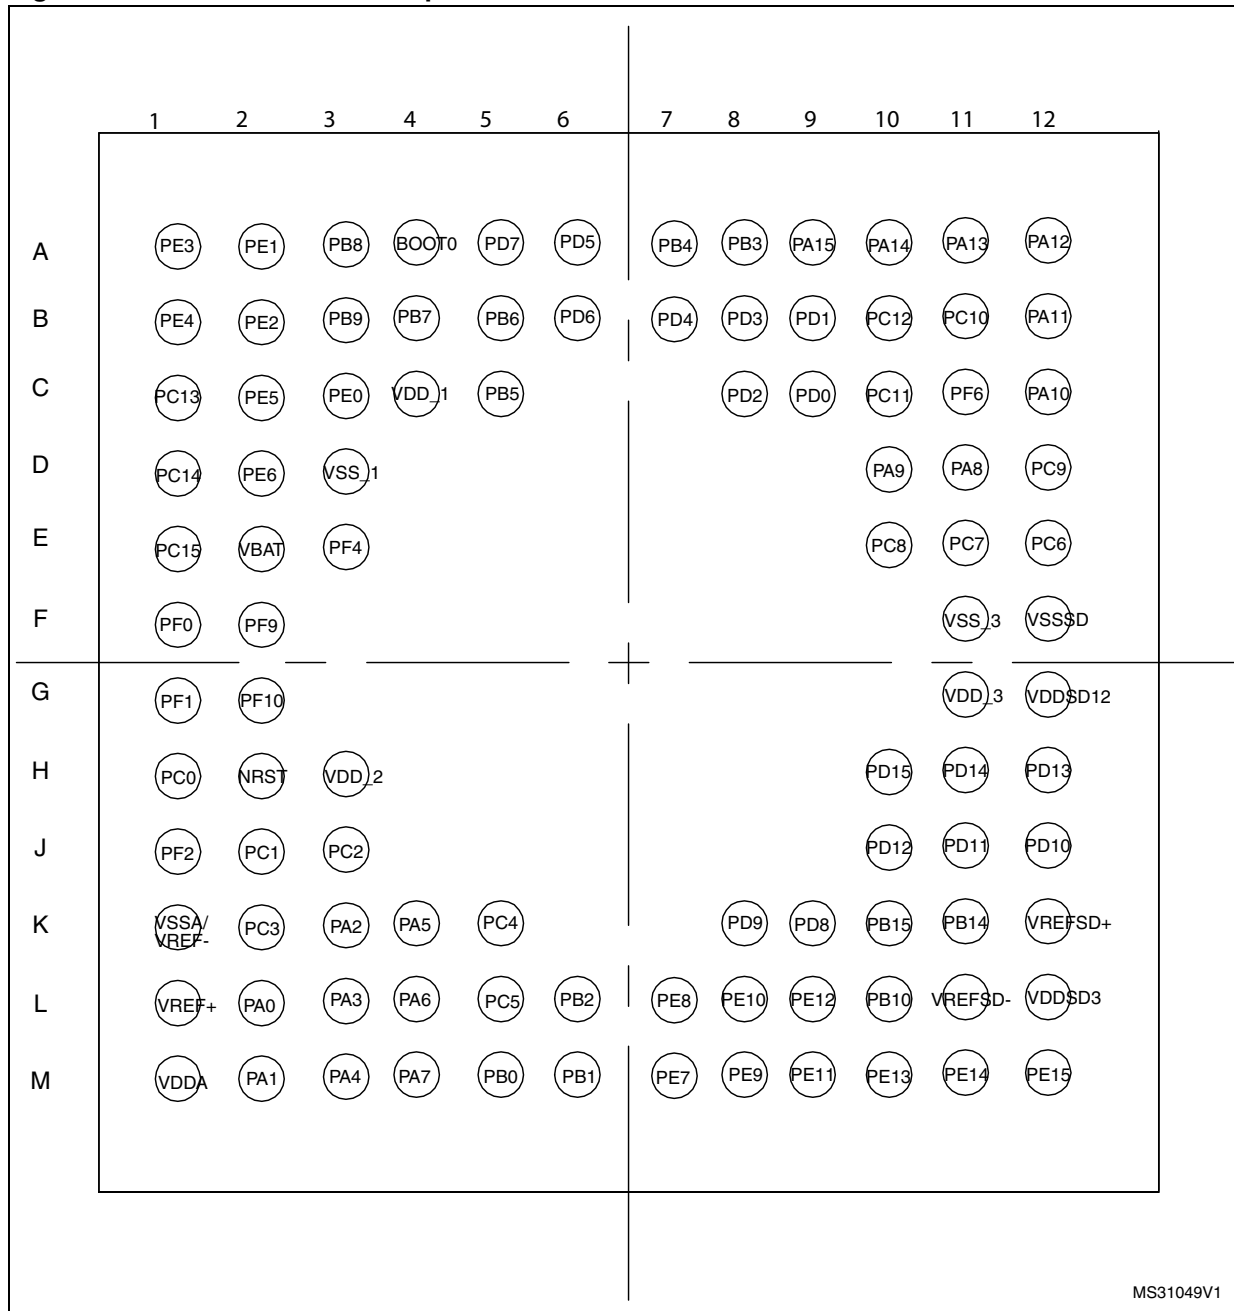 1 2 3 4 5 6 7 8 9 10 11 12
A PE3 PE1 PB8 BOOT0 PD7 PD5 PB4 PB3 PA15 PA14 PA13 PA12
B PE4 PE2 PB9 PB7 PB6 PD6 PD4 PD3 PD1 PC12 PC10 PA11
C PC13 PE5 PE0 VDD_1 PB5 PD2 PD0 PC11 PF6 PA10
D PC14 PE6 VSS_1 PA9 PA8 PC9
E PC15 VBAT PF4 PC8 PC7 PC6
F PF0 PF9 VSS_3 VSSSD
G PF1 PF10 VDD_3 VDDSD12
H PC0 NRST VDD_2 PD15 PD14 PD13
J PF2 PC1 PC2 PD12 PD11 PD10
K VSSA/ VREF- PC3 PA2 PA5 PC4 PD9 PD8 PB15 PB14 VREFSD+
L VREF+ PA0 PA3 PA6 PC5 PB2 PE8 PE10 PE12 PB10 VREFSD- VDDSD3
M VDDA PA1 PA4 PA7 PB0 PB1 PE7 PE9 PE11 PE13 PE14 PE15
MS31049V1